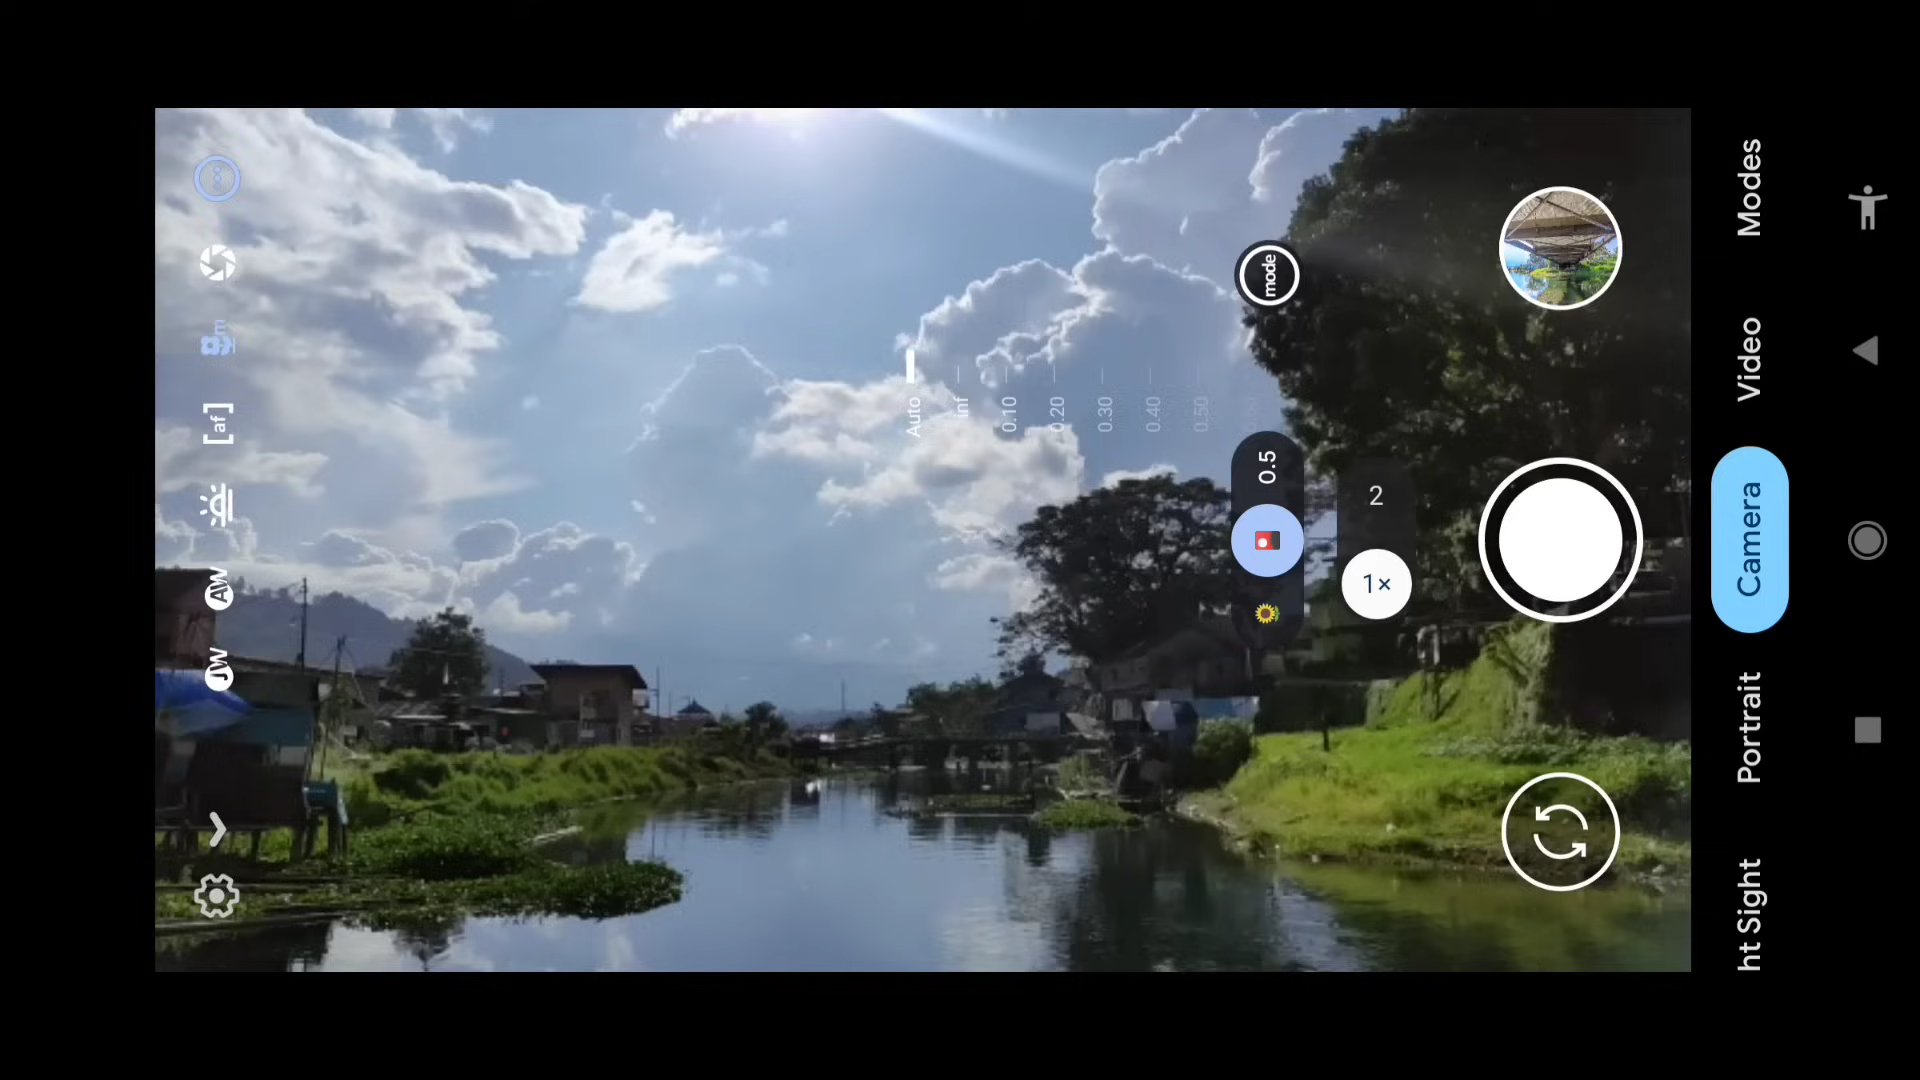 Modes
Video
Camera
Portrait
ht Sight
mode
Auto
inf
0.10
0.20
0.30
0.40
0.50
0.5
2
1×
[af]
AW
JW